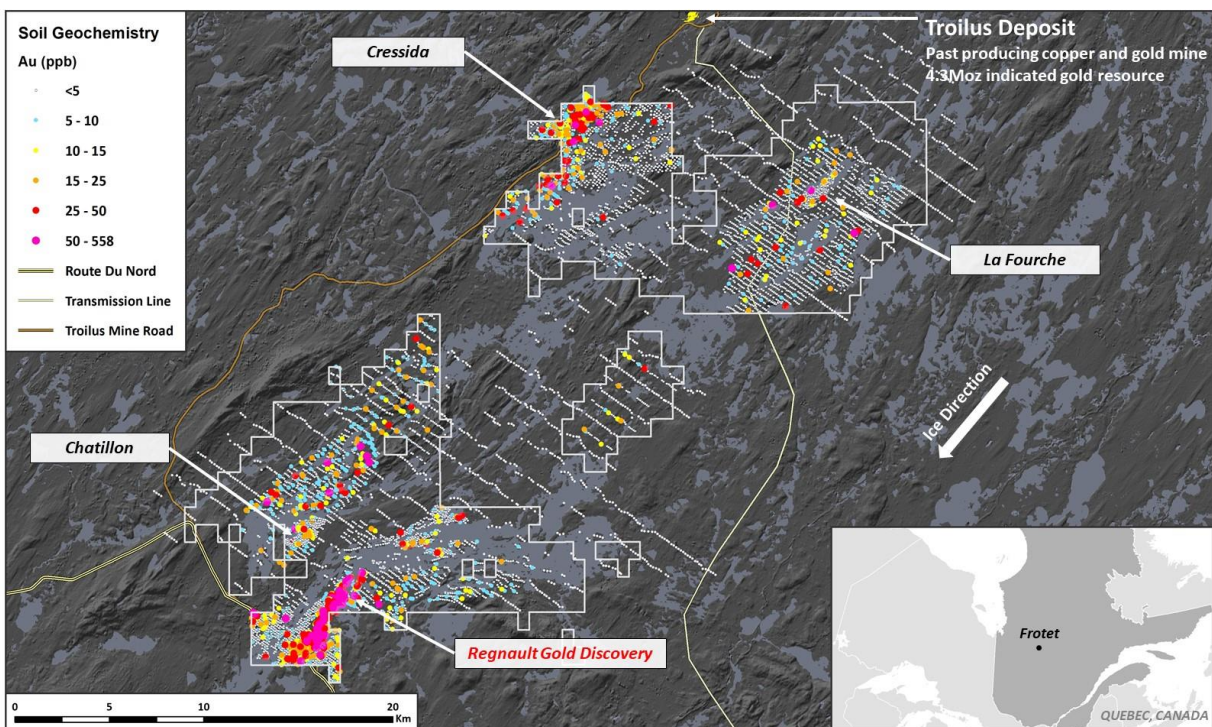 Soil Geochemistry
Au (ppb)
<5
5 - 10
10 - 15
15 - 25
25 - 50
50 - 558
Route Du Nord
Transmission Line
Troilus Mine Road
Cressida
Troilus Deposit
Past producing copper and gold mine
4.3Moz indicated gold resource
La Fourche
Ice Direction
Chatillon
Regnault Gold Discovery
0 5 10 20
Km
Frotet
QUEBEC, CANADA